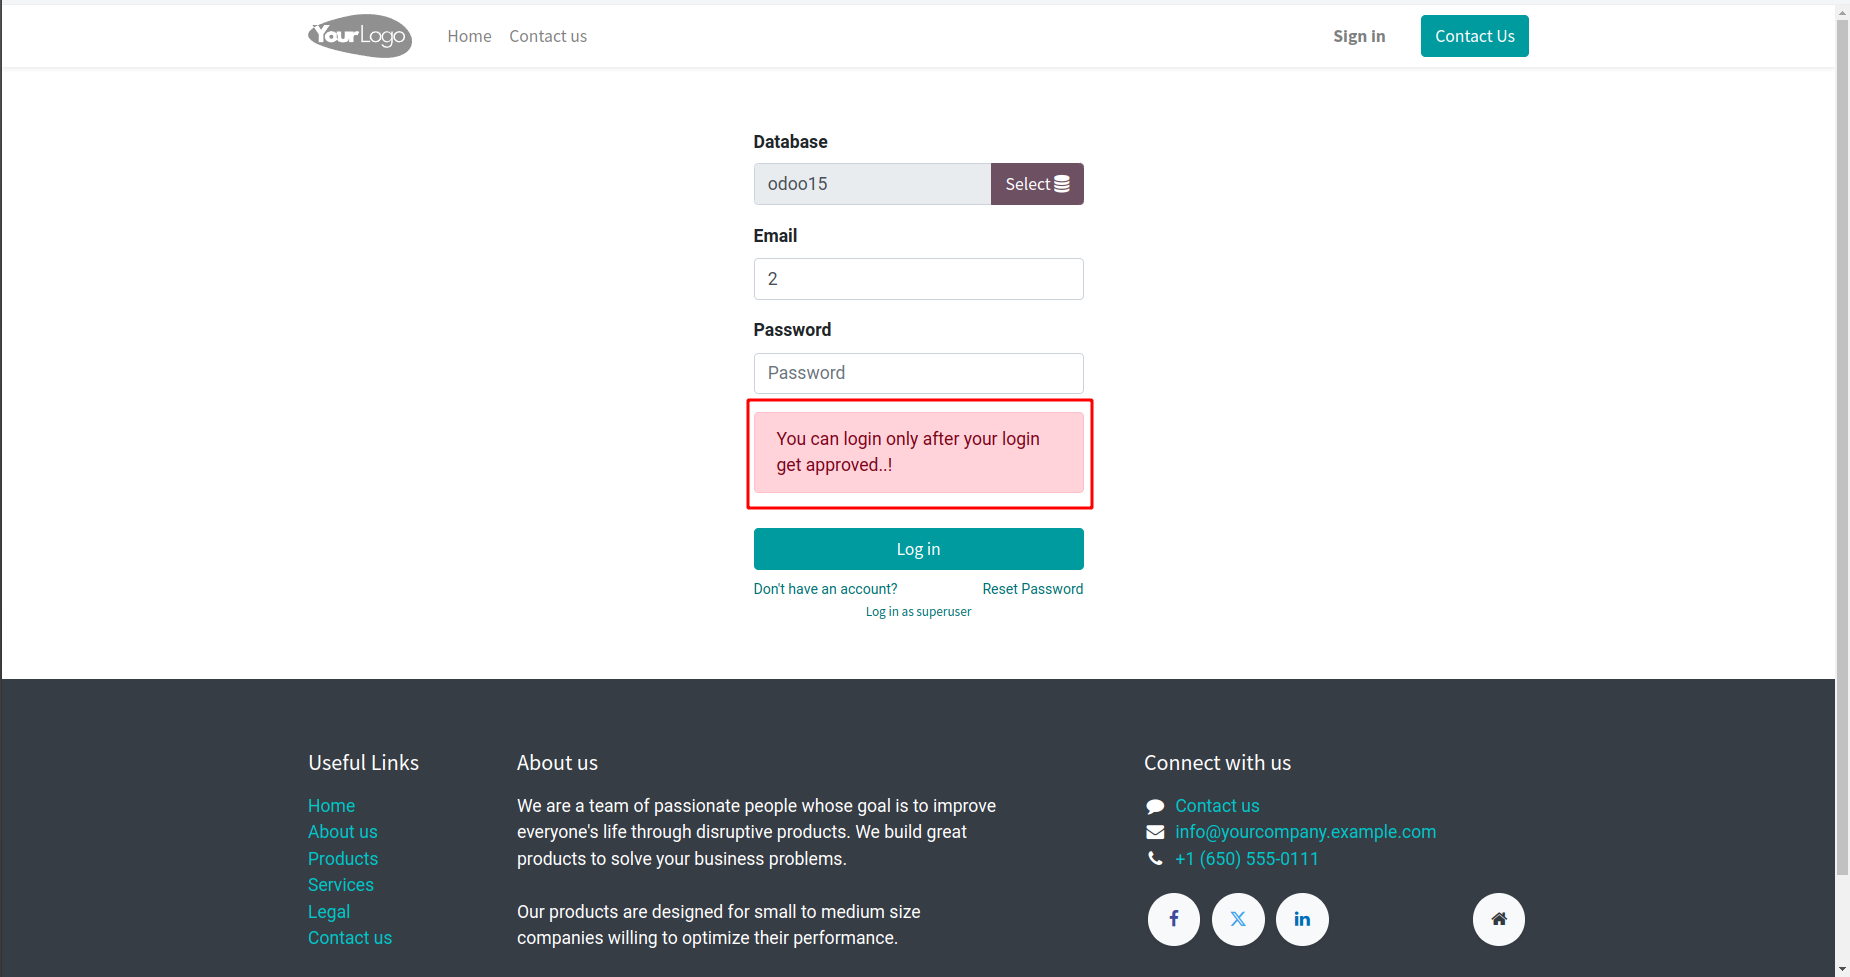 YourLogo
Home
Contact us
Sign in
Contact Us
Database
odoo15
Select
Email
2
Password
Password
You can login only after your login
get approved..!
Log in
Don't have an account?
Reset Password
Log in as superuser
Useful Links
Home
About us
Products
Services
Legal
Contact us
About us
We are a team of passionate people whose goal is to improve
everyone's life through disruptive products. We build great
products to solve your business problems.
Our products are designed for small to medium size
companies willing to optimize their performance.
Connect with us
Contact us
info@yourcompany.example.com
+1 (650) 555-0111